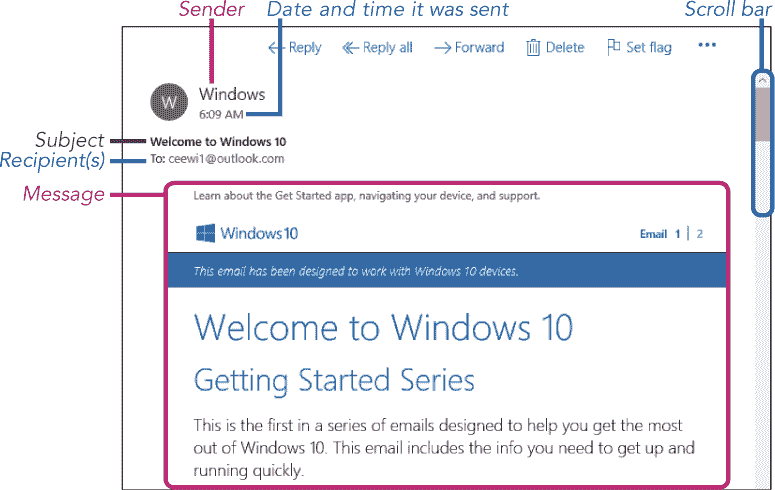 Sender
Date and time it was sent
Scroll bar
Reply Reply all Forward Delete Set flag •••
W
Windows
6:09 AM
Subject
Welcome to Windows 10
Recipient(s)
To: ceewi1@outlook.com
Message
Learn about the Get Started app, navigating your device, and support.
Windows10
Email 1 | 2
This email has been designed to work with Windows 10 devices.
Welcome to Windows 10
Getting Started Series
This is the first in a series of emails designed to help you get the most
out of Windows 10. This email includes the info you need to get up and
running quickly.